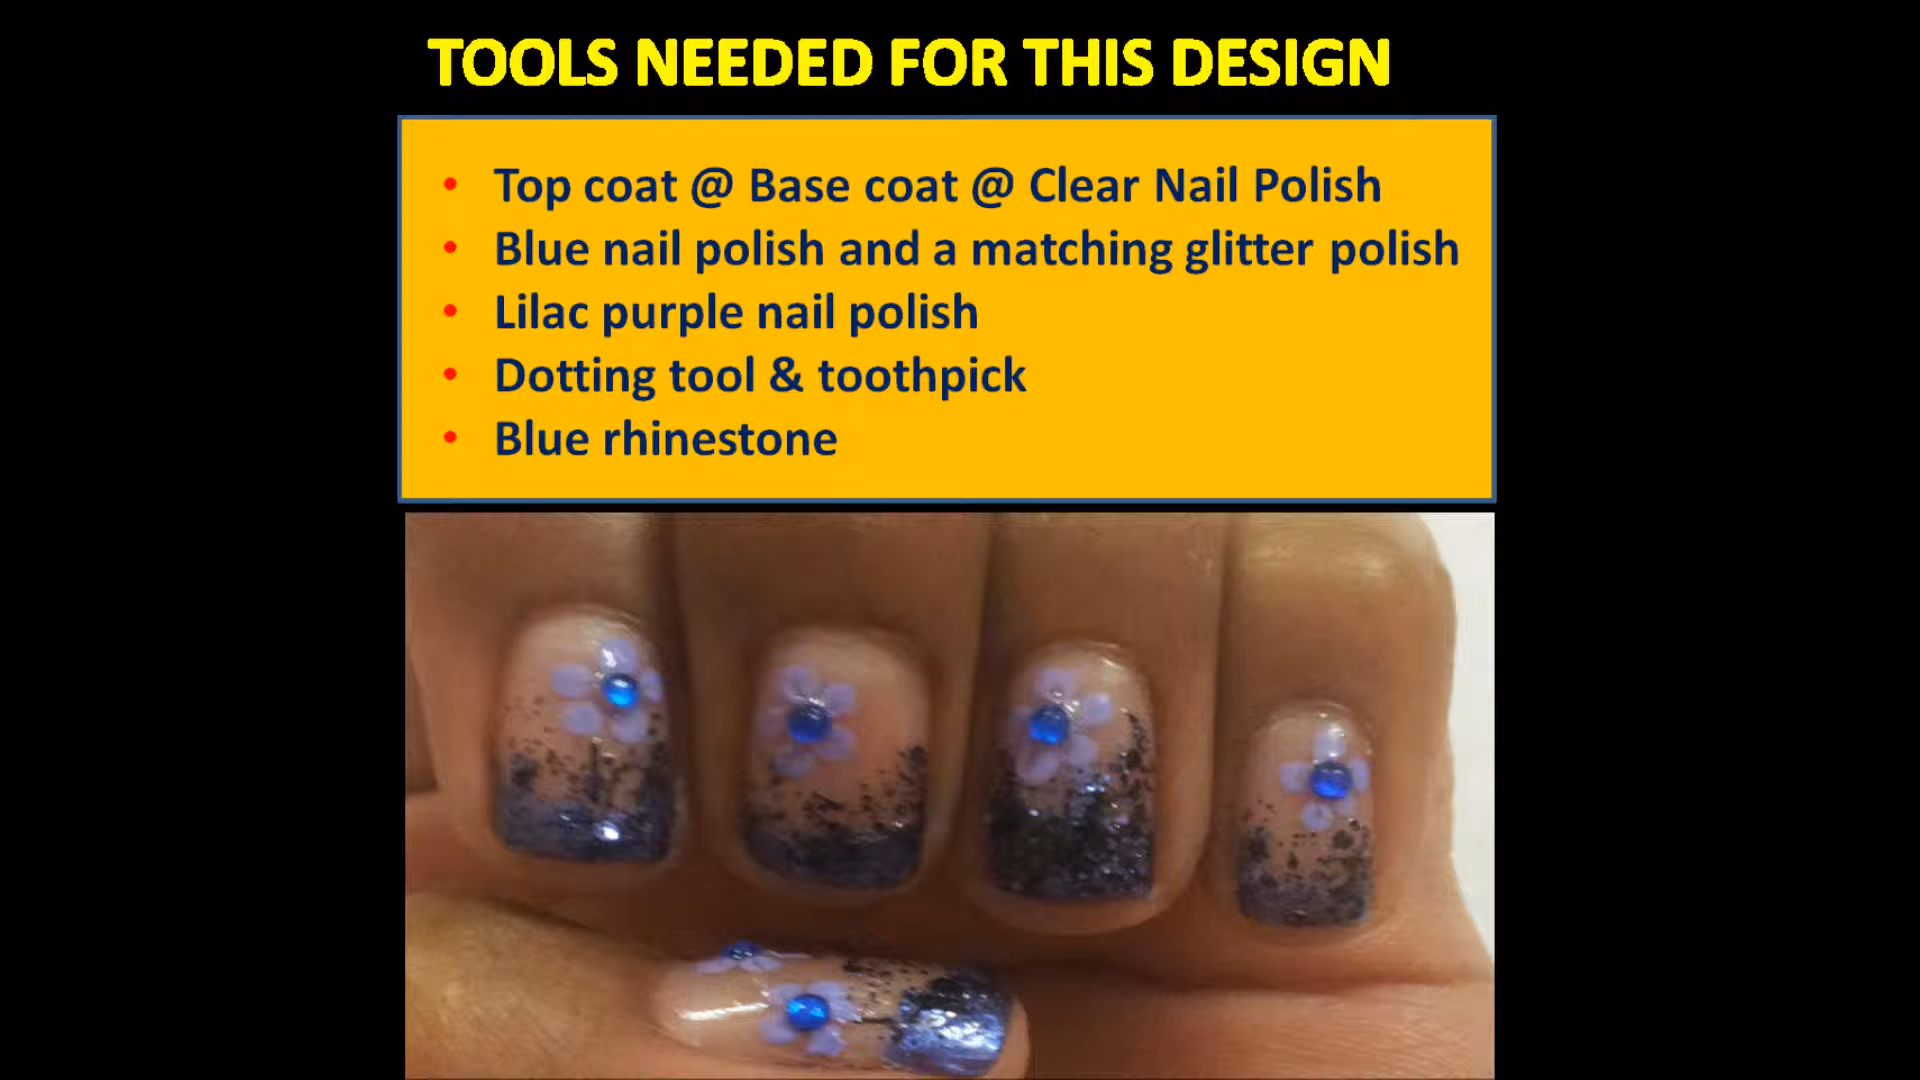 TOOLS NEEDED FOR THIS DESIGN
• Top coat @ Base coat @ Clear Nail Polish
• Blue nail polish and a matching glitter polish
• Lilac purple nail polish
• Dotting tool & toothpick
• Blue rhinestone